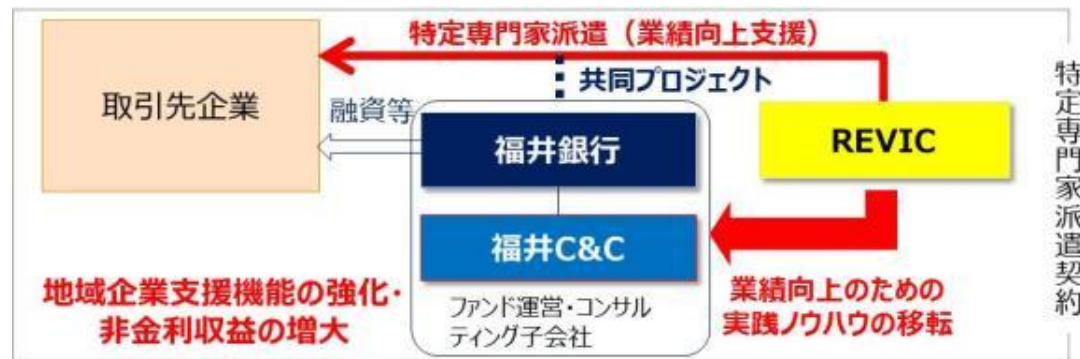 特定専門家派遣（業績向上支援）
共同プロジェクト
取引先企業
融資等
福井銀行
REVIC
福井C&C
ファンド運営・コンサル
ティング子会社
地域企業支援機能の強化・
非金利収益の増大
業績向上のための
実践ノウハウの移転
特定専門家派遣契約